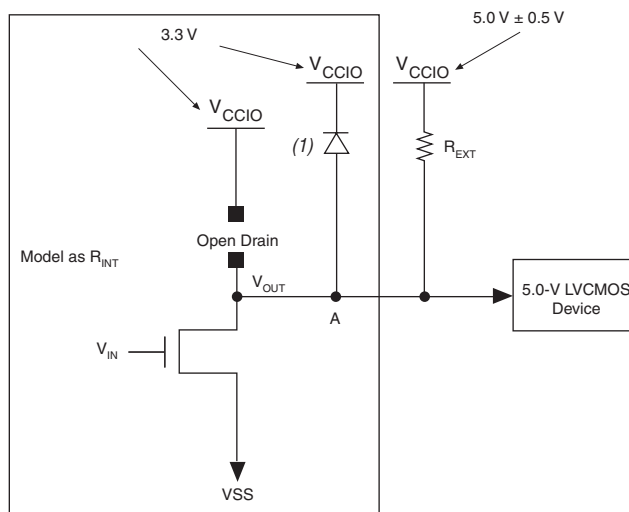 3.3 V
5.0 V ± 0.5 V
VCCIO
VCCIO
VCCIO
(1)
REXT
Open Drain
Model as RINT
VOUT
A
5.0-V LVCMOS
Device
VIN
VSS